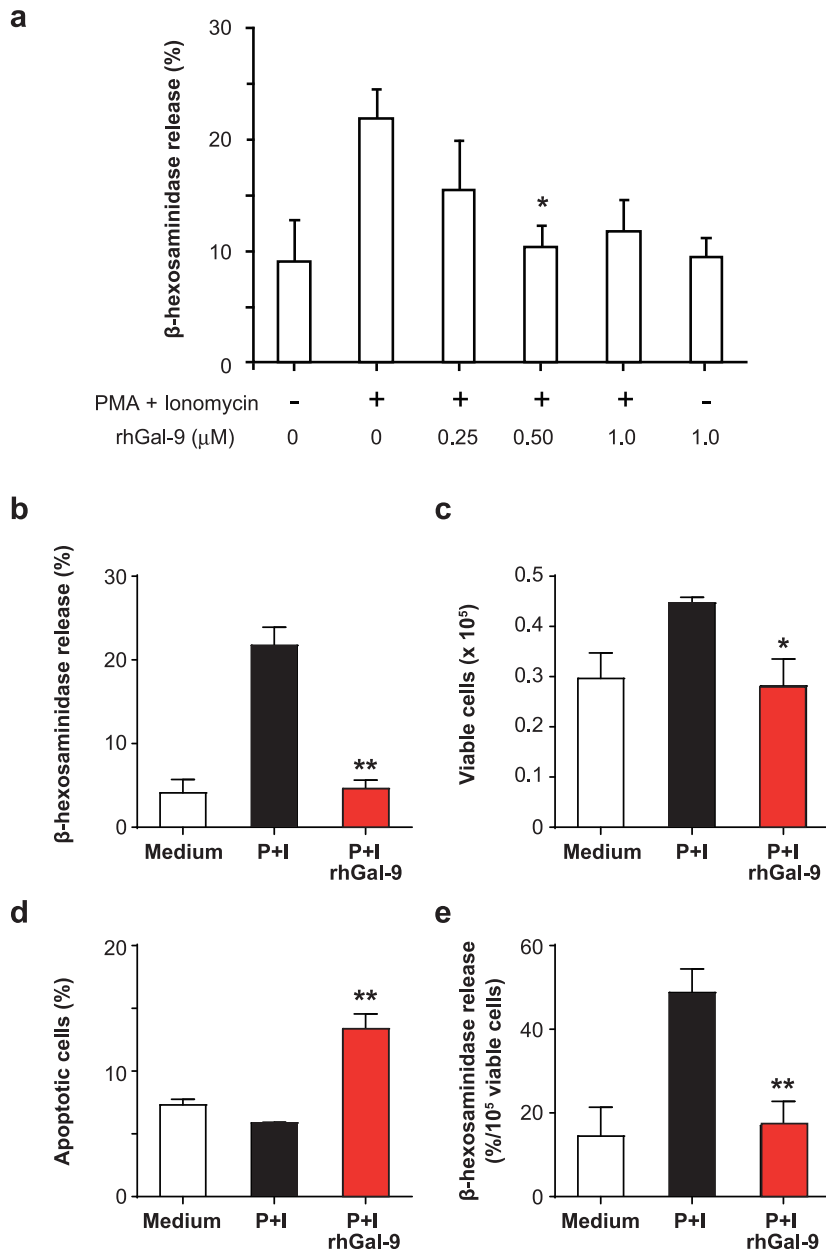 a
β-hexosaminidase release (%)
30
20
10
0
PMA + Ionomycin - + + + + -
rhGal-9 (μM) 0 0 0.25 0.50 1.0 1.0
*
b
β-hexosaminidase release (%)
30
20
10
0
**
Medium P+I P+I
rhGal-9
c
Viable cells (x 10⁵)
0.5
0.4
0.3
0.2
0.1
0
*
Medium P+I P+I
rhGal-9
d
Apoptotic cells (%)
20
10
10
0
**
Medium P+I P+I
rhGal-9
e
β-hexosaminidase release
(%/10⁵ viable cells)
60
40
20
0
**
Medium P+I P+I
rhGal-9